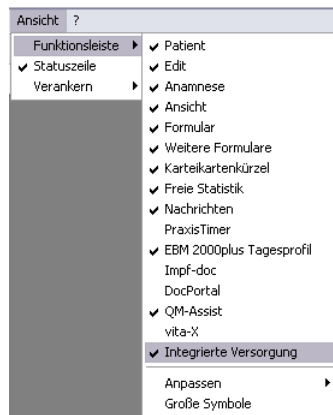 Ansicht ?
Funktionsleiste
Statuszeile
Verankern
Patient
Edit
Anamnese
Ansicht
Formular
Weitere Formulare
Karteikartenkürzel
Freie Statistik
Nachrichten
PraxisTimer
EBM 2000plus Tagesprofil
Impf-doc
DocPortal
QM-Assist
vita-X
Integrierte Versorgung
Anpassen
Große Symbole